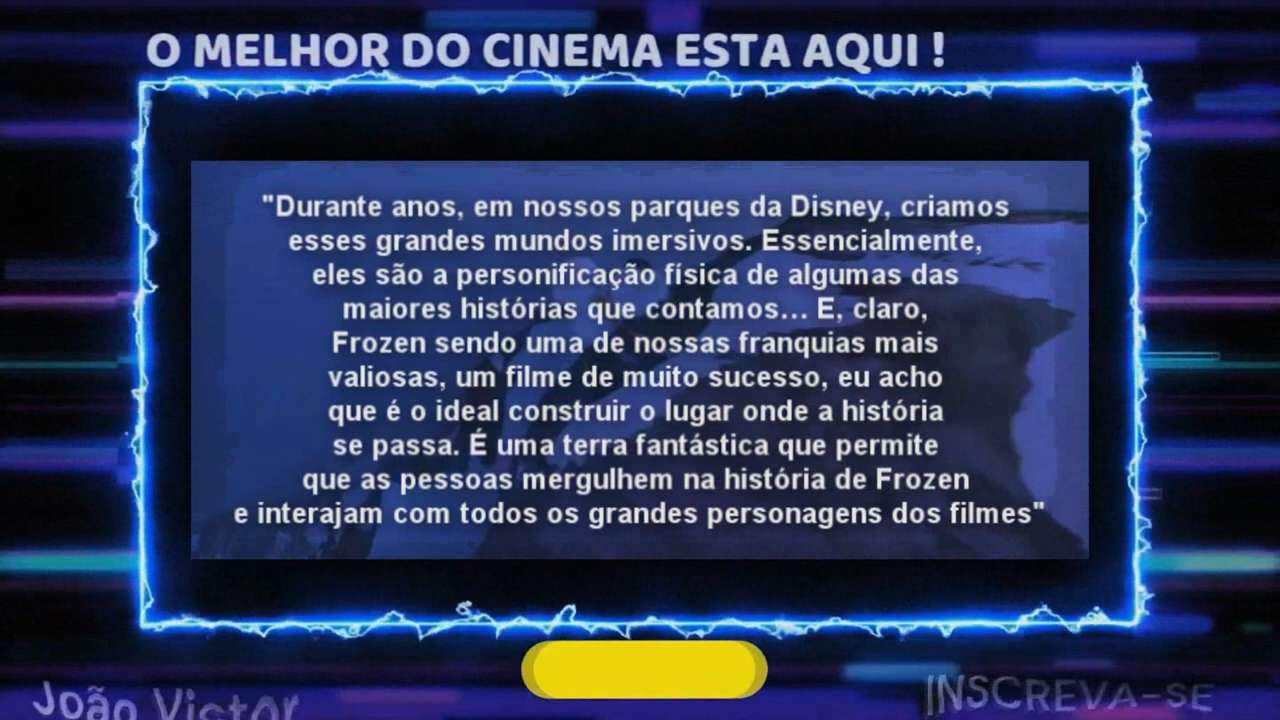 O MELHOR DO CINEMA ESTA AQUI !
"Durante anos, em nossos parques da Disney, criamos
esses grandes mundos imersivos. Essencialmente,
eles são a personificação física de algumas das
maiores histórias que contamos... E, claro,
Frozen sendo uma de nossas franquias mais
valiosas, um filme de muito sucesso, eu acho
que é o ideal construir o lugar onde a história
se passa. É uma terra fantástica que permite
que as pessoas mergulhem na história de Frozen
e interajam com todos os grandes personagens dos filmes"
João Victor
INSCREVA-SE